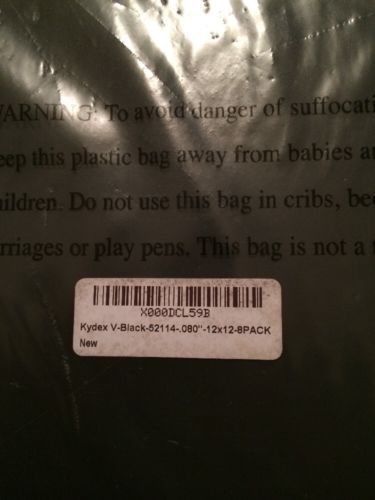 WARNING: To avoid danger of suffocati
eep this plastic bag away from babies a
hildren. Do not use this bag in cribs, be
rriages or play pens. This bag is not a t
X000DCL59B
Kydex V-Black-52114-.080"-12x12-8PACK
New